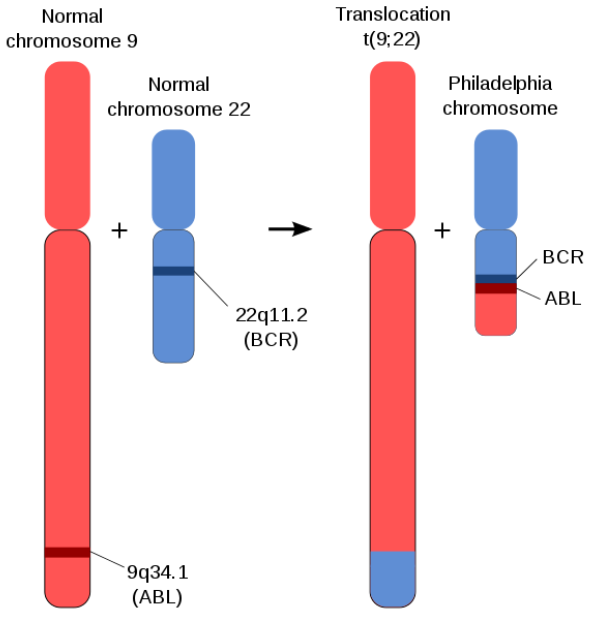 Normal
chromosome 9
Normal
chromosome 22
+
22q11.2
(BCR)
9q34.1
(ABL)
Translocation
t(9;22)
Philadelphia
chromosome
+
BCR
ABL